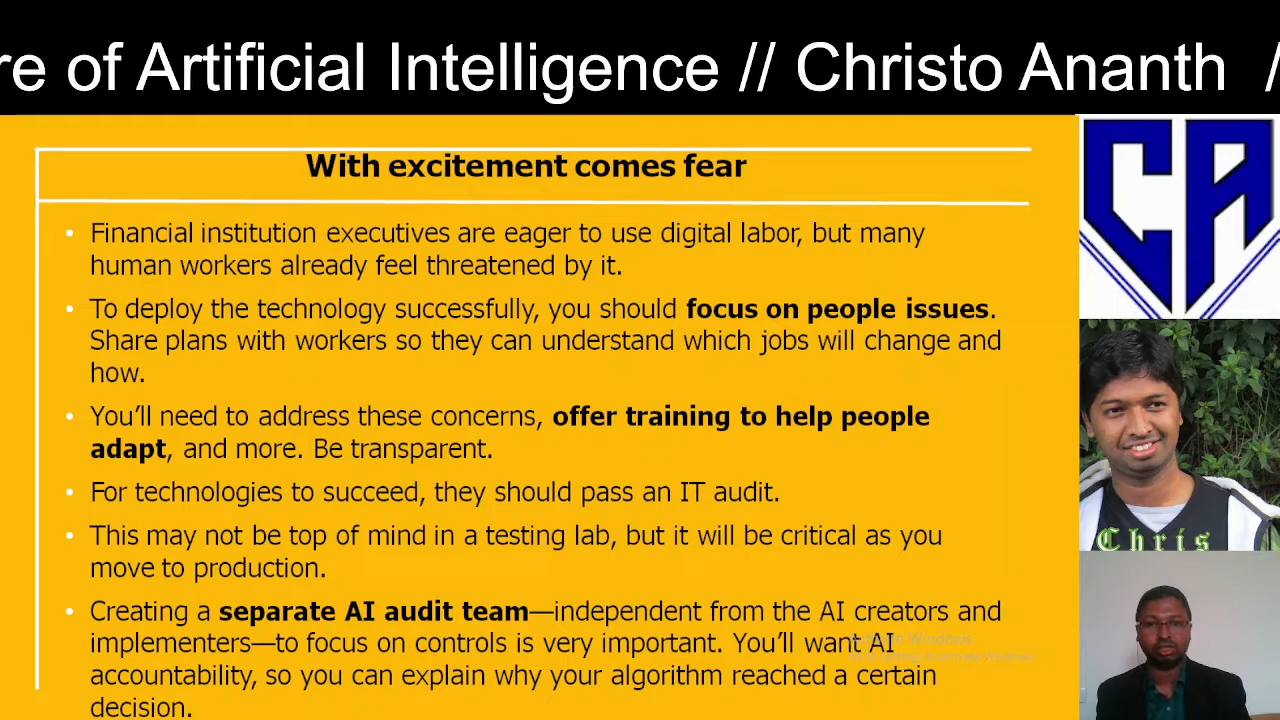 re of Artificial Intelligence // Christo Ananth /
With excitement comes fear
• Financial institution executives are eager to use digital labor, but many
human workers already feel threatened by it.
• To deploy the technology successfully, you should focus on people issues.
Share plans with workers so they can understand which jobs will change and
how.
• You’ll need to address these concerns, offer training to help people
adapt, and more. Be transparent.
• For technologies to succeed, they should pass an IT audit.
• This may not be top of mind in a testing lab, but it will be critical as you
move to production.
• Creating a separate AI audit team—independent from the AI creators and
implementers—to focus on controls is very important. You’ll want AI
accountability, so you can explain why your algorithm reached a certain
decision.
CA
Chris